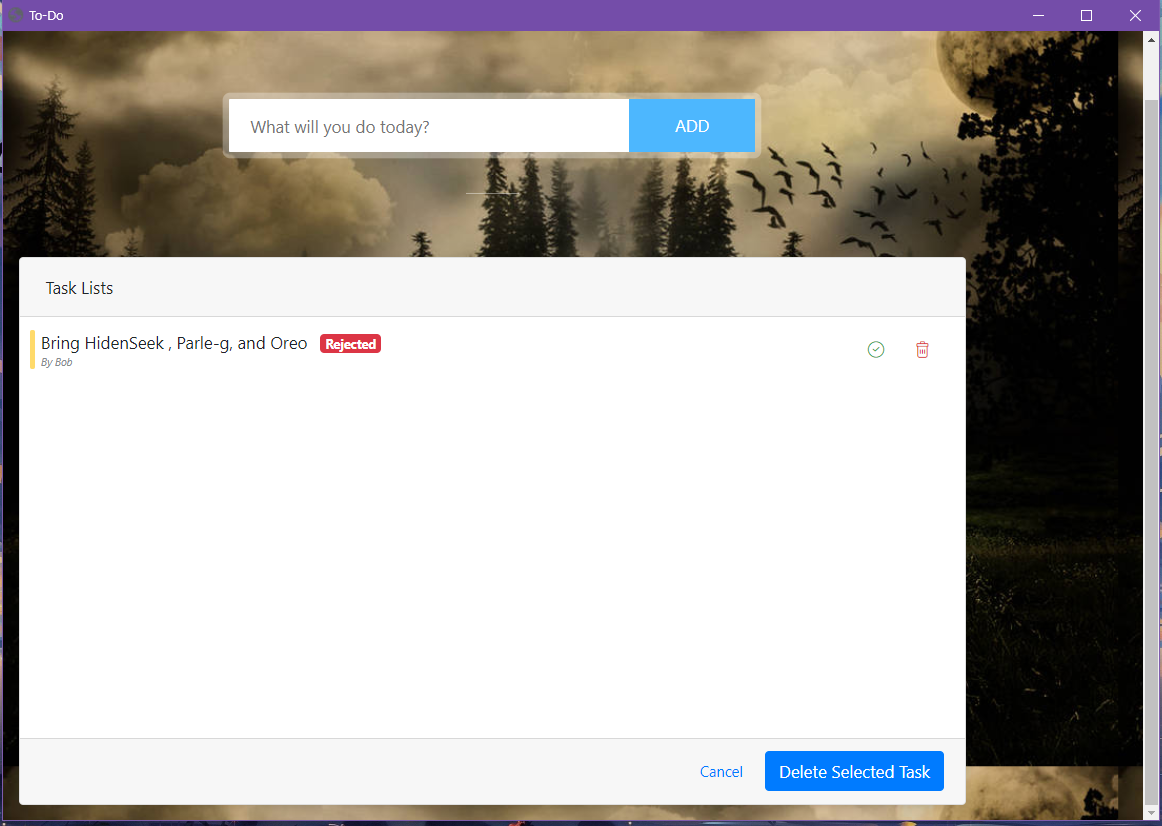 To-Do
What will you do today?
ADD
Task Lists
Bring HidenSeek , Parle-g, and Oreo Rejected
By Bob
Cancel
Delete Selected Task